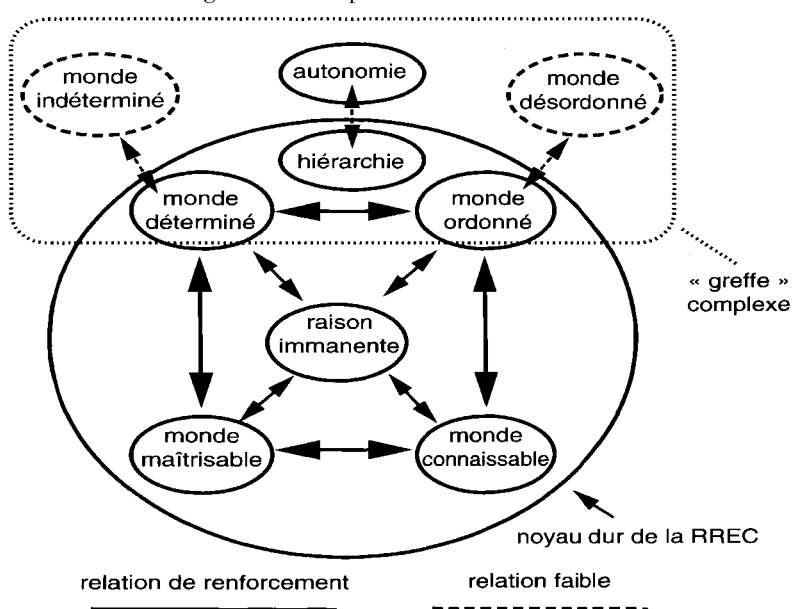 monde
indéterminé
autonomie
monde
désordonné
hiérarchie
monde
déterminé
monde
ordonné
« greffe »
complexe
raison
immanente
monde
maîtrisable
monde
connaissable
noyau dur de la RREC
relation de renforcement
relation faible